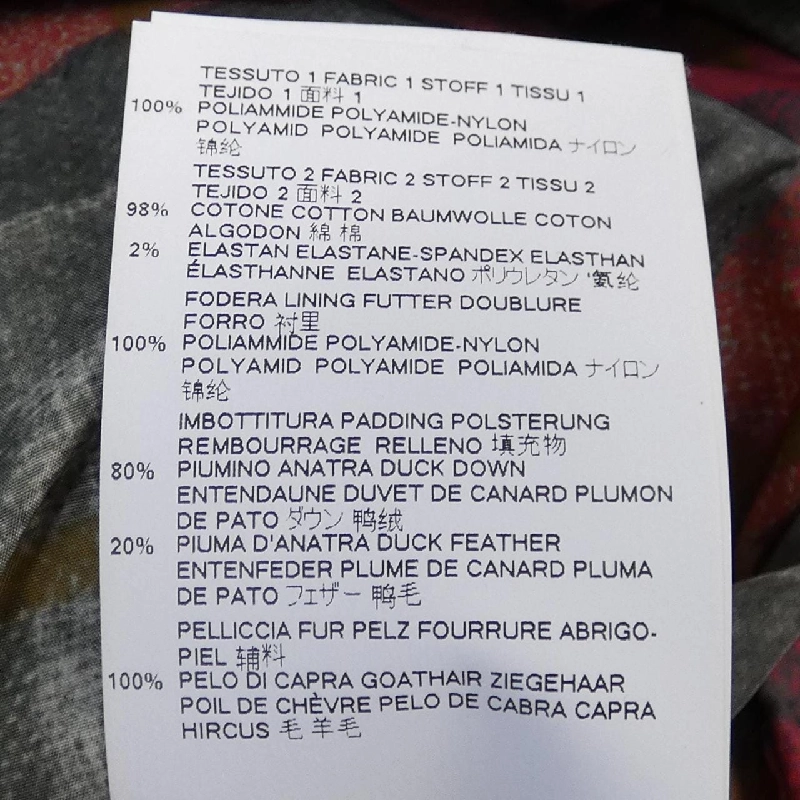 TESSUTO 1 FABRIC 1 STOFF 1 TISSU 1
TEJIDO 1 面料 1
100% POLIAMMIDE POLYAMIDE-NYLON
POLYAMID POLYAMIDE POLIAMIDA ナイロン
锦纶
TESSUTO 2 FABRIC 2 STOFF 2 TISSU 2
TEJIDO 2 面料 2
98% COTONE COTTON BAUMWOLLE COTON
ALGODON 綿 棉
2% ELASTAN ELASTANE-SPANDEX ELASTHAN
ÉLASTHANNE ELASTANO ポリウレタン '氨纶
FODERA LINING FUTTER DOUBLURE
FORRO 衬里
100% POLIAMMIDE POLYAMIDE-NYLON
POLYAMID POLYAMIDE POLIAMIDA ナイロン
锦纶
IMBOTTITURA PADDING POLSTERUNG
REMBOURRAGE RELLENO 填充物
80% PIUMINO ANATRA DUCK DOWN
ENTENDAUNE DUVET DE CANARD PLUMON
DE PATO ダウン 鸭绒
20% PIUMA D'ANATRA DUCK FEATHER
ENTENFEDER PLUME DE CANARD PLUMA
DE PATO フェザー 鸭毛
PELLICCIA FUR PELZ FOURRURE ABRIGO-
PIEL 辅料
100% PELO DI CAPRA GOATHAIR ZIEGEHAAR
POIL DE CHÈVRE PELO DE CABRA CAPRA
HIRCUS 毛 羊毛